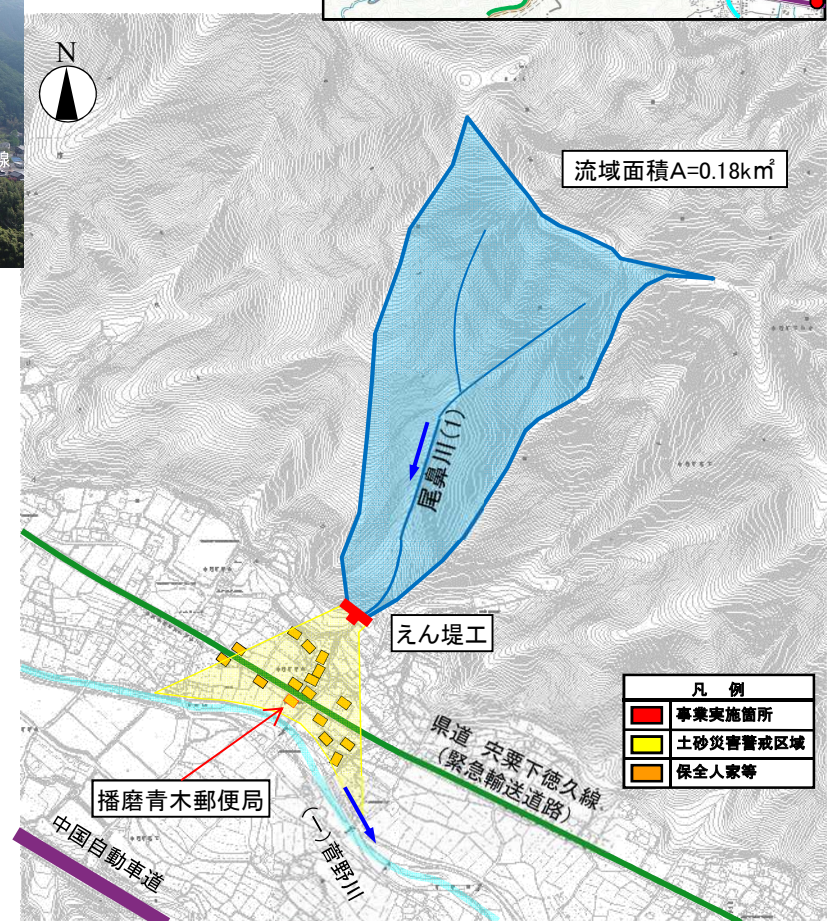 線
N
流域面積A=0.18k㎡
尾鼻川(1)
えん堤工
凡 例
事業実施箇所
土砂災害警戒区域
保全人家等
県道 宍粟下徳久線
(緊急輸送道路)
播磨青木郵便局
(一)菅野川
中国自動車道